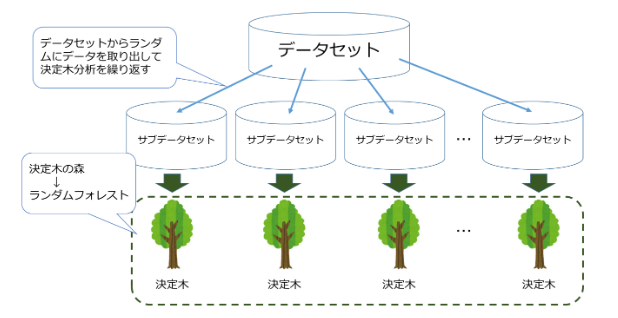 データセットからランダ
ムにデータを取り出して
決定木分析を繰り返す
データセット
サブデータセット
サブデータセット
サブデータセット
…
サブデータセット
決定木の森
↓
ランダムフォレスト
…
決定木
決定木
決定木
決定木